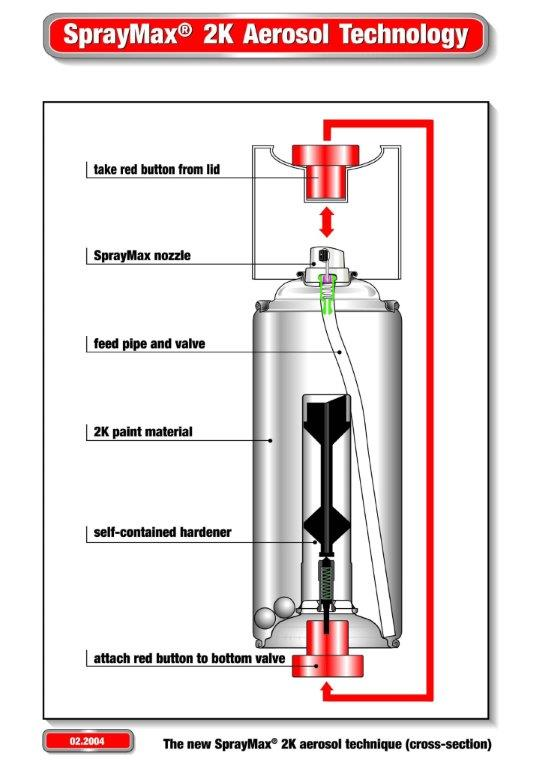 SprayMax® 2K Aerosol Technology
take red button from lid
SprayMax nozzle
feed pipe and valve
2K paint material
self-contained hardener
attach red button to bottom valve
02.2004
The new SprayMax® 2K aerosol technique (cross-section)